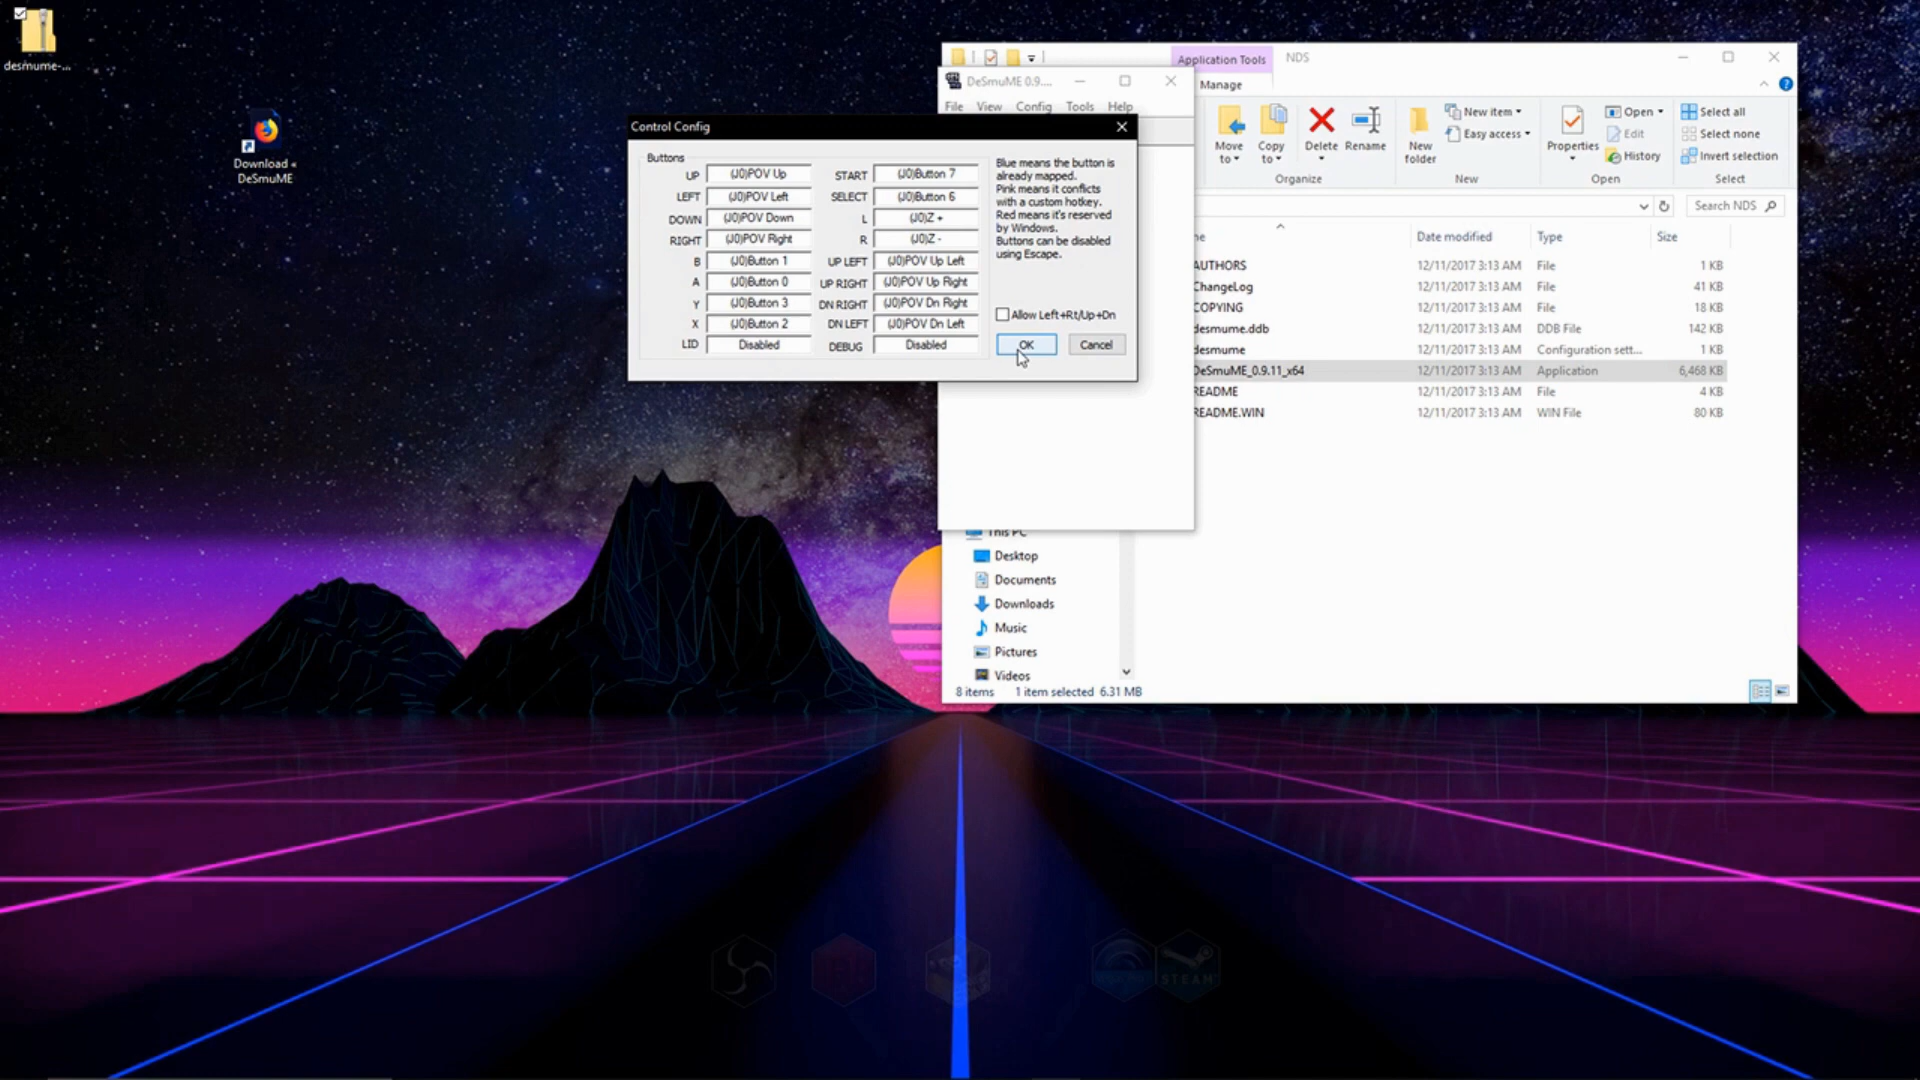 desmume-...
Download «
DeSmuME
Application Tools
NDS
Manage
Move
to
Copy
to
Delete
Rename
New
folder
New item
Easy access
Properties
Open
Edit
History
Select all
Select none
Invert selection
Organize
New
Open
Select
Search NDS
Date modified
Type
Size
AUTHORS 12/11/2017 3:13 AM File 1 KB
ChangeLog 12/11/2017 3:13 AM File 41 KB
COPYING 12/11/2017 3:13 AM File 18 KB
desmume.ddb 12/11/2017 3:13 AM DDB File 142 KB
desmume 12/11/2017 3:13 AM Configuration sett... 1 KB
DeSmuME_0.9.11_x64 12/11/2017 3:13 AM Application 6,468 KB
README 12/11/2017 3:13 AM File 4 KB
README.WIN 12/11/2017 3:13 AM WIN File 80 KB
This PC
Desktop
Documents
Downloads
Music
Pictures
Videos
8 items 1 item selected 6.31 MB
DeSmuME 0.9....
File View Config Tools Help
Control Config
Buttons
UP (J0)POV Up START (J0)Button 7
LEFT (J0)POV Left SELECT (J0)Button 6
DOWN (J0)POV Down L (J0)Z +
RIGHT (J0)POV Right R (J0)Z -
B (J0)Button 1 UP LEFT (J0)POV Up Left
A (J0)Button 0 UP RIGHT (J0)POV Up Right
Y (J0)Button 3 DN RIGHT (J0)POV Dn Right
X (J0)Button 2 DN LEFT (J0)POV Dn Left
LID Disabled DEBUG Disabled
Blue means the button is
already mapped.
Pink means it conflicts
with a custom hotkey.
Red means it's reserved
by Windows.
Buttons can be disabled
using Escape.
Allow Left+Rt/Up+Dn
OK Cancel
STEAM